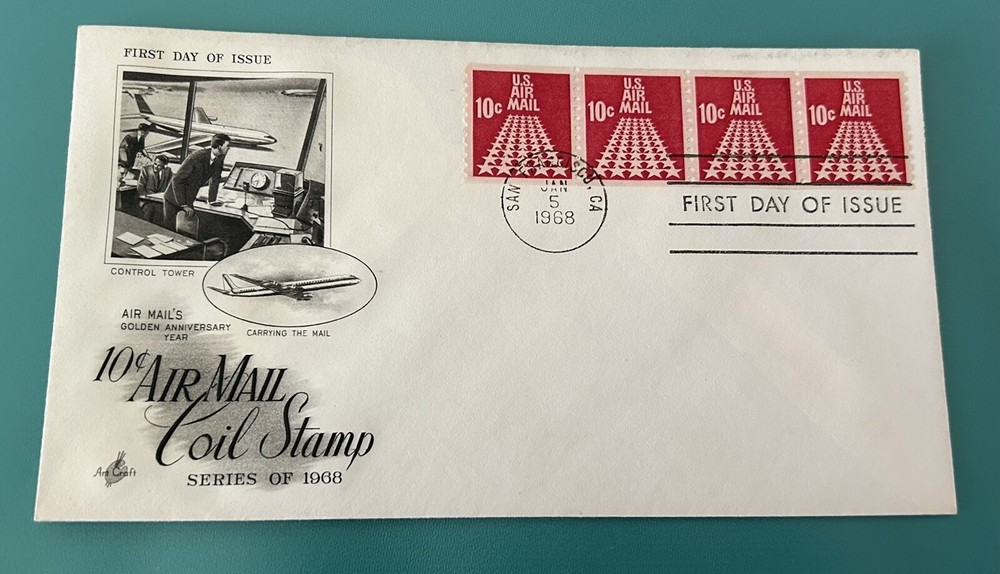 FIRST DAY OF ISSUE
CONTROL TOWER
CARRYING THE MAIL
AIR MAIL'S
GOLDEN ANNIVERSARY
YEAR
10¢ AIR MAIL
Coil Stamp
SERIES OF 1968
Art Craft
U.S.
AIR
10c MAIL
U.S.
AIR
10c MAIL
U.S.
AIR
10c MAIL
U.S.
AIR
10c MAIL
SAN FRANCISCO, CA
JAN
5
1968
FIRST DAY OF ISSUE